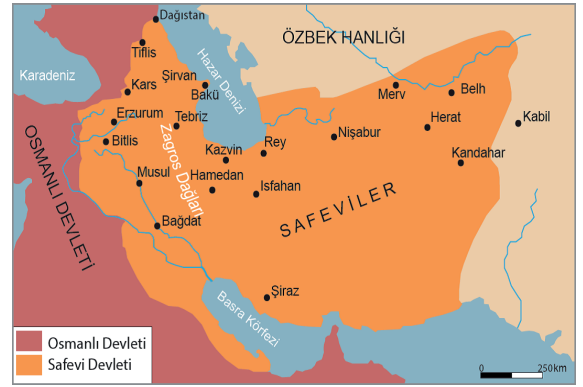 Dağıstan
ÖZBEK HANLIĞI
Tiflis
Hazar Denizi
Karadeniz
Şirvan
Kars
Bakü
Merv
Belh
Erzurum
Tebriz
Kabil
Herat
Nişabur
Bitlis
Zagros Dağları
Kazvin
Rey
Kandahar
OSMANLI DEVLETİ
Musul
Hamedan
Isfahan
SAFEVİLER
Bağdat
Şiraz
Basra Körfezi
Osmanlı Devleti
Safevi Devleti
0 250km